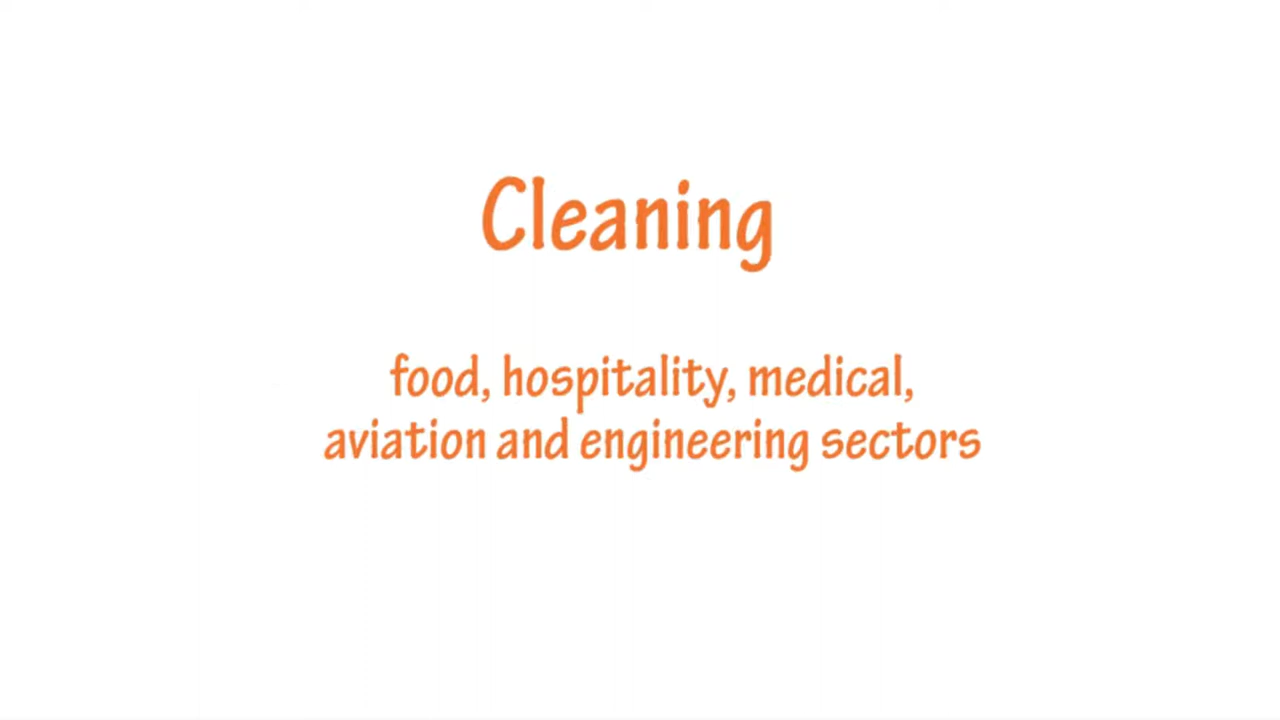 Cleaning
food, hospitality, medical,
aviation and engineering sectors